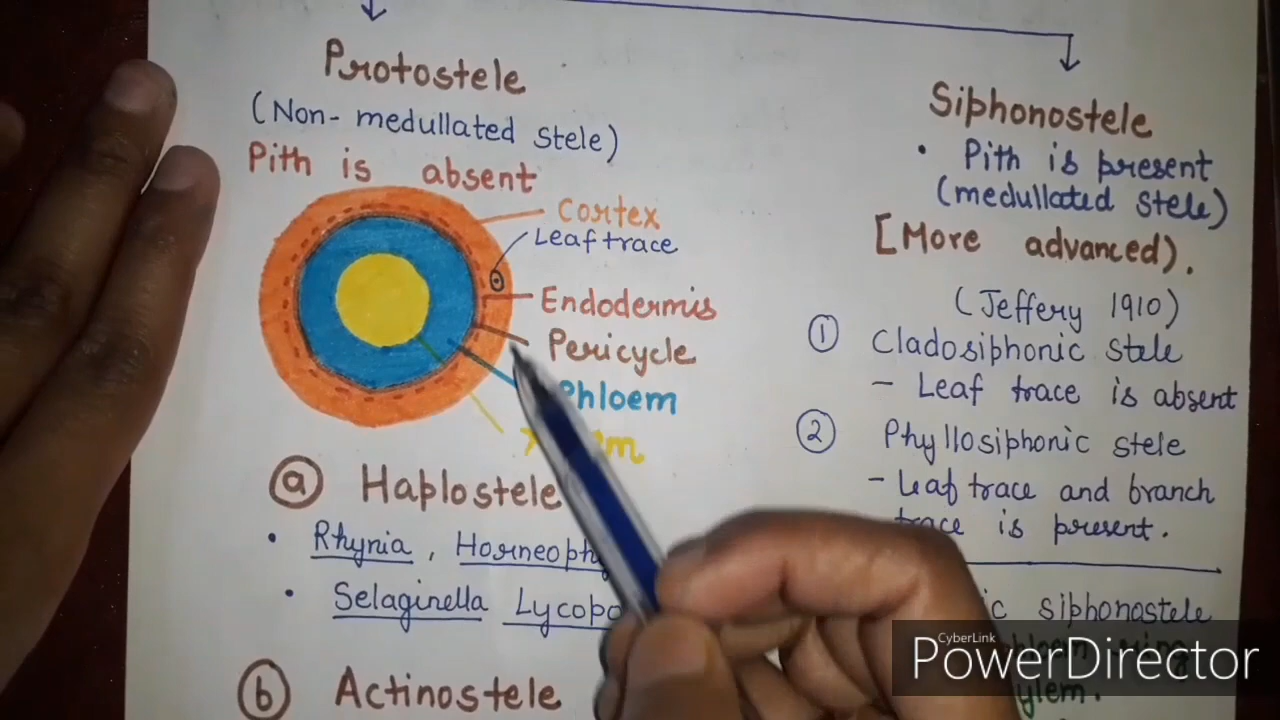 Protostele
(Non-medullated stele)
Pith is absent
Cortex
Leaf trace
Endodermis
Pericycle
Phloem
(a) Haplostele
• Rhynia,
• Selaginella
(b) Actinostele
Siphonostele
• Pith is present
(medullated stele)
[More advanced).
(Jeffery 1910)
① Cladosiphonic stele
- Leaf trace is absent
② Phyllosiphonic stele
- Leaf trace and branch
trace is present.
siphonostele
CyberLink
PowerDirector